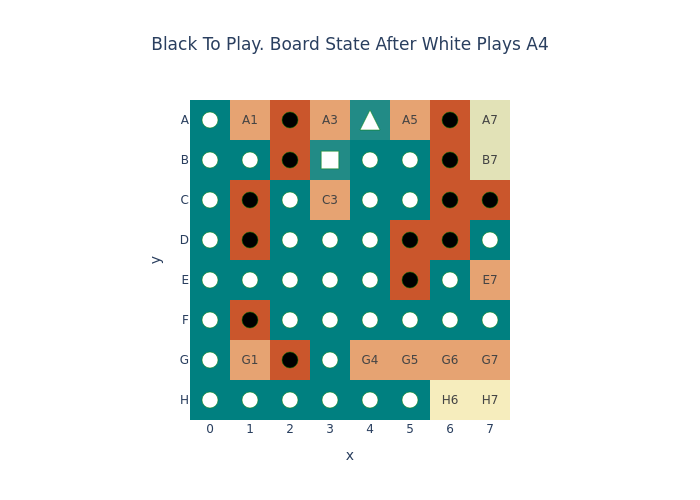 Black To Play. Board State After White Plays A4
A A1 A3 A5 A7
B B7
C C3
D
E E7
F
G G1 G4 G5 G6 G7
H H6 H7
0 1 2 3 4 5 6 7
x
y